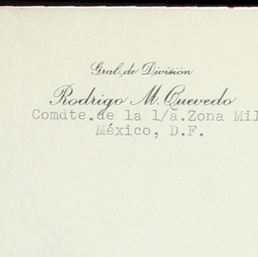 Gral. de División
Rodrigo M. Quevedo
Comdte. de la 1/a. Zona Mil
México, D.F.